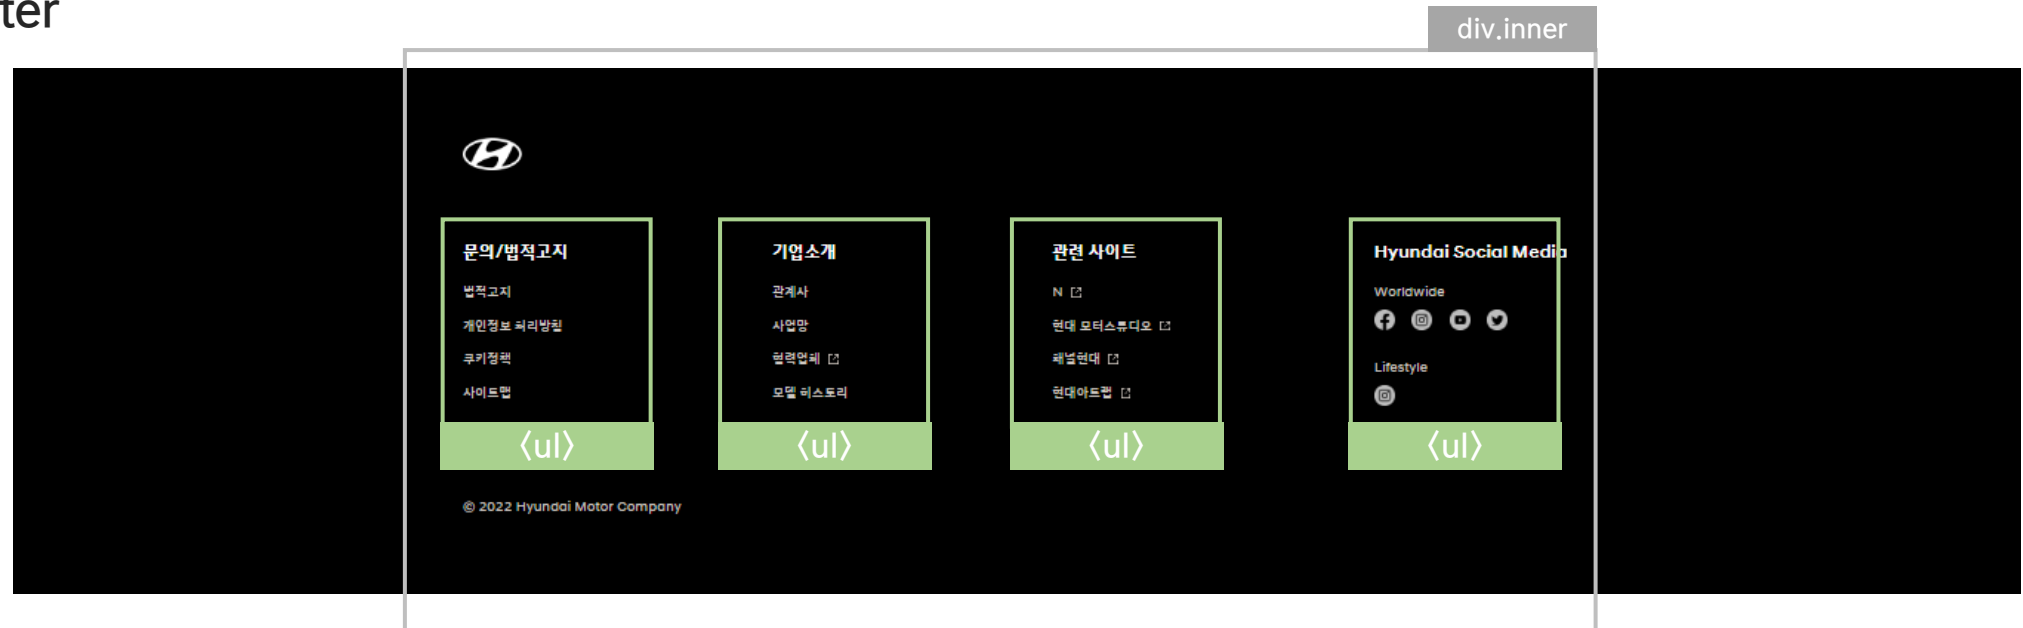 ter
div.inner
문의/법적고지
법적고지
개인정보 처리방침
쿠키정책
사이트맵
〈ul〉
기업소개
관계사
사업망
협력업체
모델 히스토리
〈ul〉
관련 사이트
N
현대 모터스튜디오
채널현대
현대아트랩
〈ul〉
Hyundai Social Media
Worldwide
Lifestyle
〈ul〉
© 2022 Hyundai Motor Company